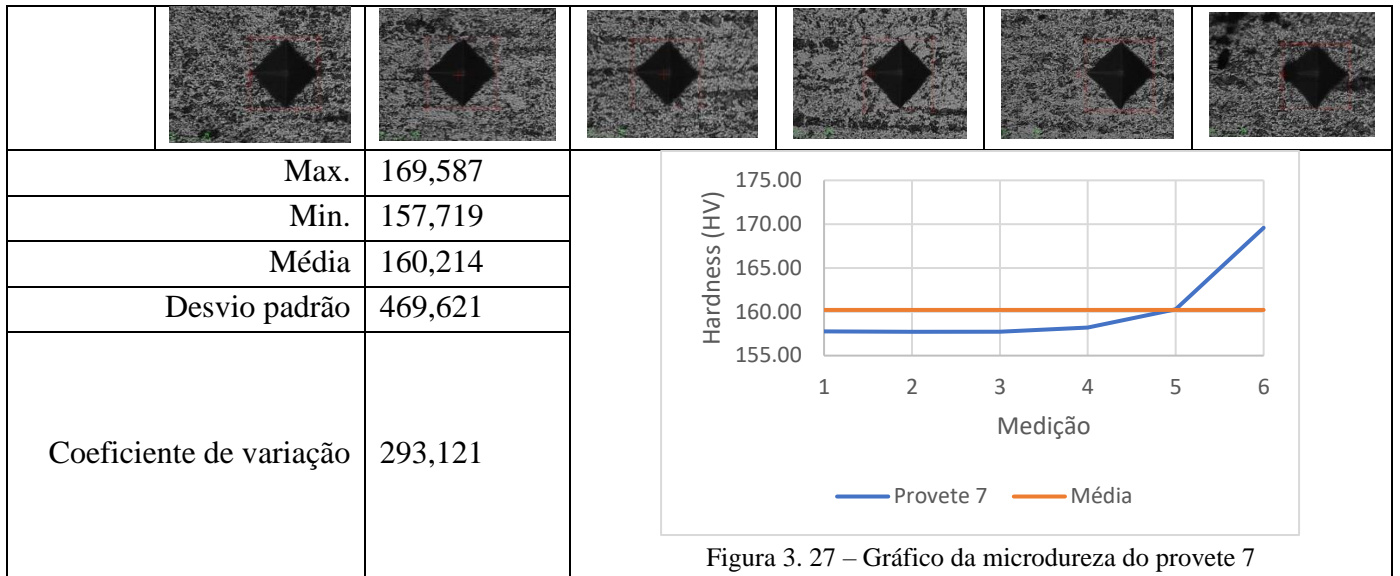 Max. 169,587
Min. 157,719
Média 160,214
Desvio padrão 469,621
Coeficiente de variação 293,121
Hardness (HV)
175.00
170.00
165.00
160.00
155.00
1 2 3 4 5 6
Medição
Provete 7 Média
Figura 3. 27 – Gráfico da microdureza do provete 7